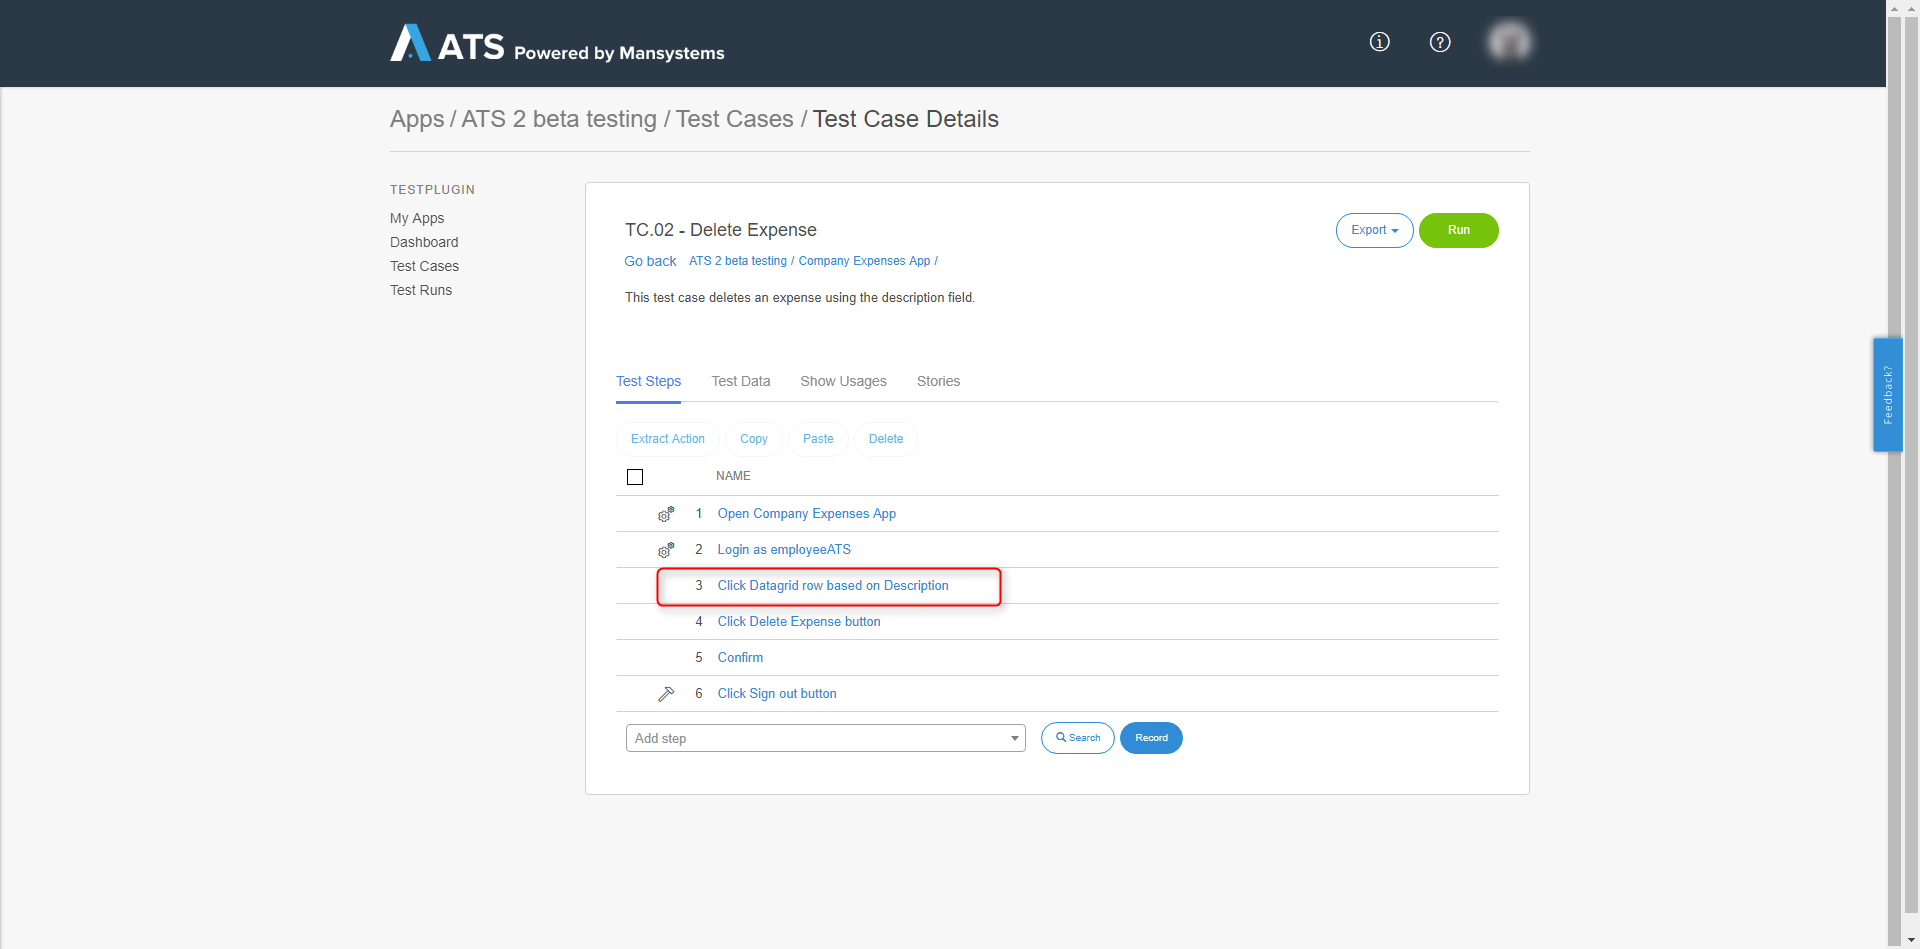 ATS Powered by Mansystems
Apps / ATS 2 beta testing / Test Cases / Test Case Details
TESTPLUGIN
My Apps
Dashboard
Test Cases
Test Runs
TC.02 - Delete Expense
Export
Run
Go back ATS 2 beta testing / Company Expenses App /
This test case deletes an expense using the description field.
Test Steps Test Data Show Usages Stories
Extract Action Copy Paste Delete
NAME
1 Open Company Expenses App
2 Login as employeeATS
3 Click Datagrid row based on Description
4 Click Delete Expense button
5 Confirm
6 Click Sign out button
Add step
Search
Record
Feedback?